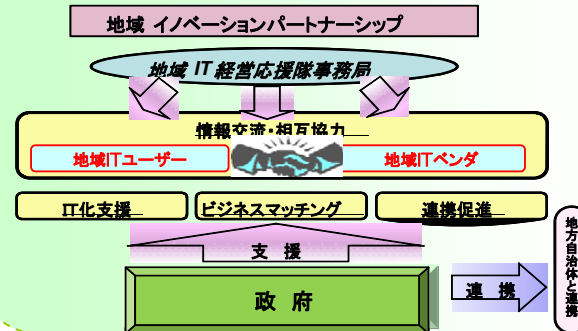 地域 イノベーションパートナーシップ
地域 IT 経営応援隊事務局
情報交流・相互協力
地域ITユーザー
地域ITベンダ
IT化支援
ビジネスマッチング
連携促進
支 援
政 府
連 携
地方自治体と連携